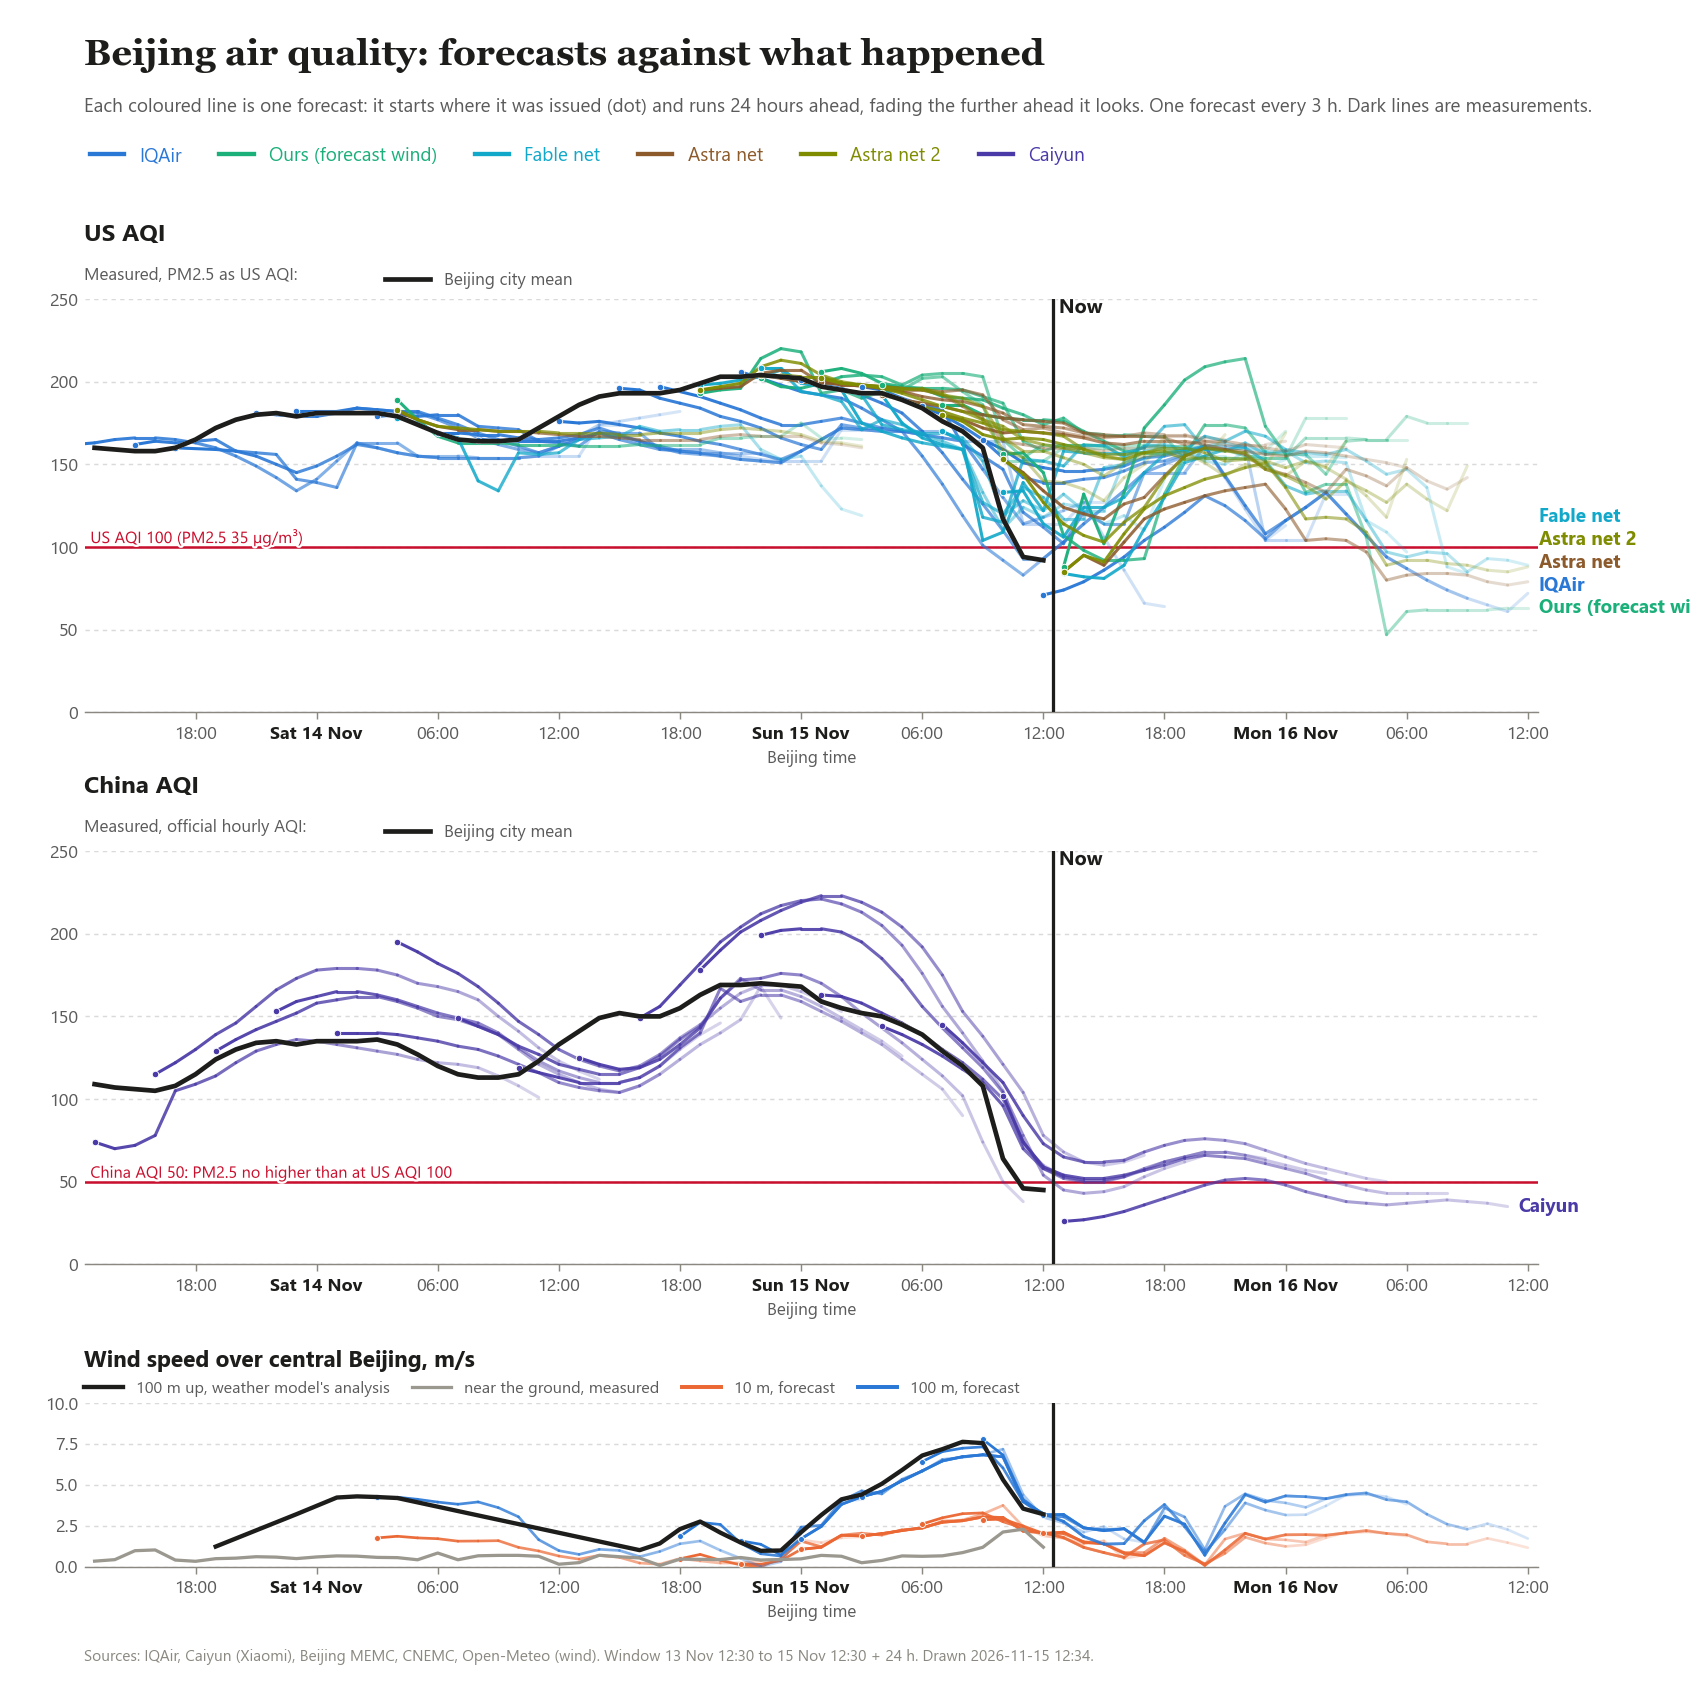 Beijing air quality: forecasts against what happened
Each coloured line is one forecast: it starts where it was issued (dot) and runs 24 hours ahead, fading the further ahead it looks. One forecast every 3 h. Dark lines are measurements.
IQAir Ours (forecast wind) Fable net Astra net Astra net 2 Caiyun
US AQI
Measured, PM2.5 as US AQI: Beijing city mean
250
Now
200
150
US AQI 100 (PM2.5 35 µg/m³)
100
50
0
Fable net
Astra net 2
Astra net
IQAir
Ours (forecast wi
18:00 Sat 14 Nov 06:00 12:00 18:00 Sun 15 Nov 06:00 12:00 18:00 Mon 16 Nov 06:00 12:00
Beijing time
China AQI
Measured, official hourly AQI: Beijing city mean
250
Now
200
150
100
China AQI 50: PM2.5 no higher than at US AQI 100
50
Caiyun
0
18:00 Sat 14 Nov 06:00 12:00 18:00 Sun 15 Nov 06:00 12:00 18:00 Mon 16 Nov 06:00 12:00
Beijing time
Wind speed over central Beijing, m/s
100 m up, weather model's analysis near the ground, measured 10 m, forecast 100 m, forecast
10.0
7.5
5.0
2.5
0.0
18:00 Sat 14 Nov 06:00 12:00 18:00 Sun 15 Nov 06:00 12:00 18:00 Mon 16 Nov 06:00 12:00
Beijing time
Sources: IQAir, Caiyun (Xiaomi), Beijing MEMC, CNEMC, Open-Meteo (wind). Window 13 Nov 12:30 to 15 Nov 12:30 + 24 h. Drawn 2026-11-15 12:34.